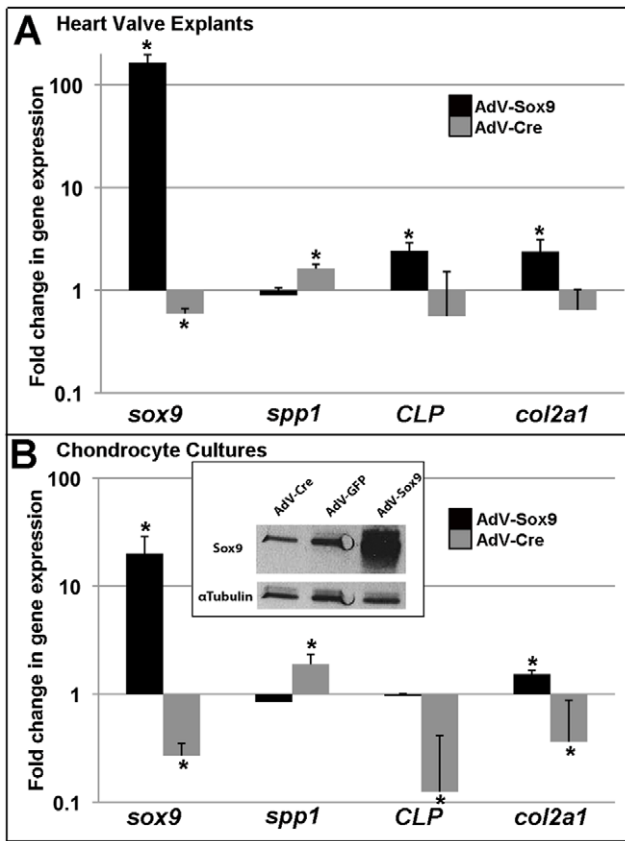 A Heart Valve Explants
Fold change in gene expression
100
10
1
0.1
* * * * *
AdV-Sox9
AdV-Cre
sox9 spp1 CLP col2a1
B Chondrocyte Cultures
Fold change in gene expression
100
10
1
0.1
AdV-Cre AdV-GFP AdV-Sox9
Sox9
αTubulin
AdV-Sox9
AdV-Cre
* * * * * *
sox9 spp1 CLP col2a1